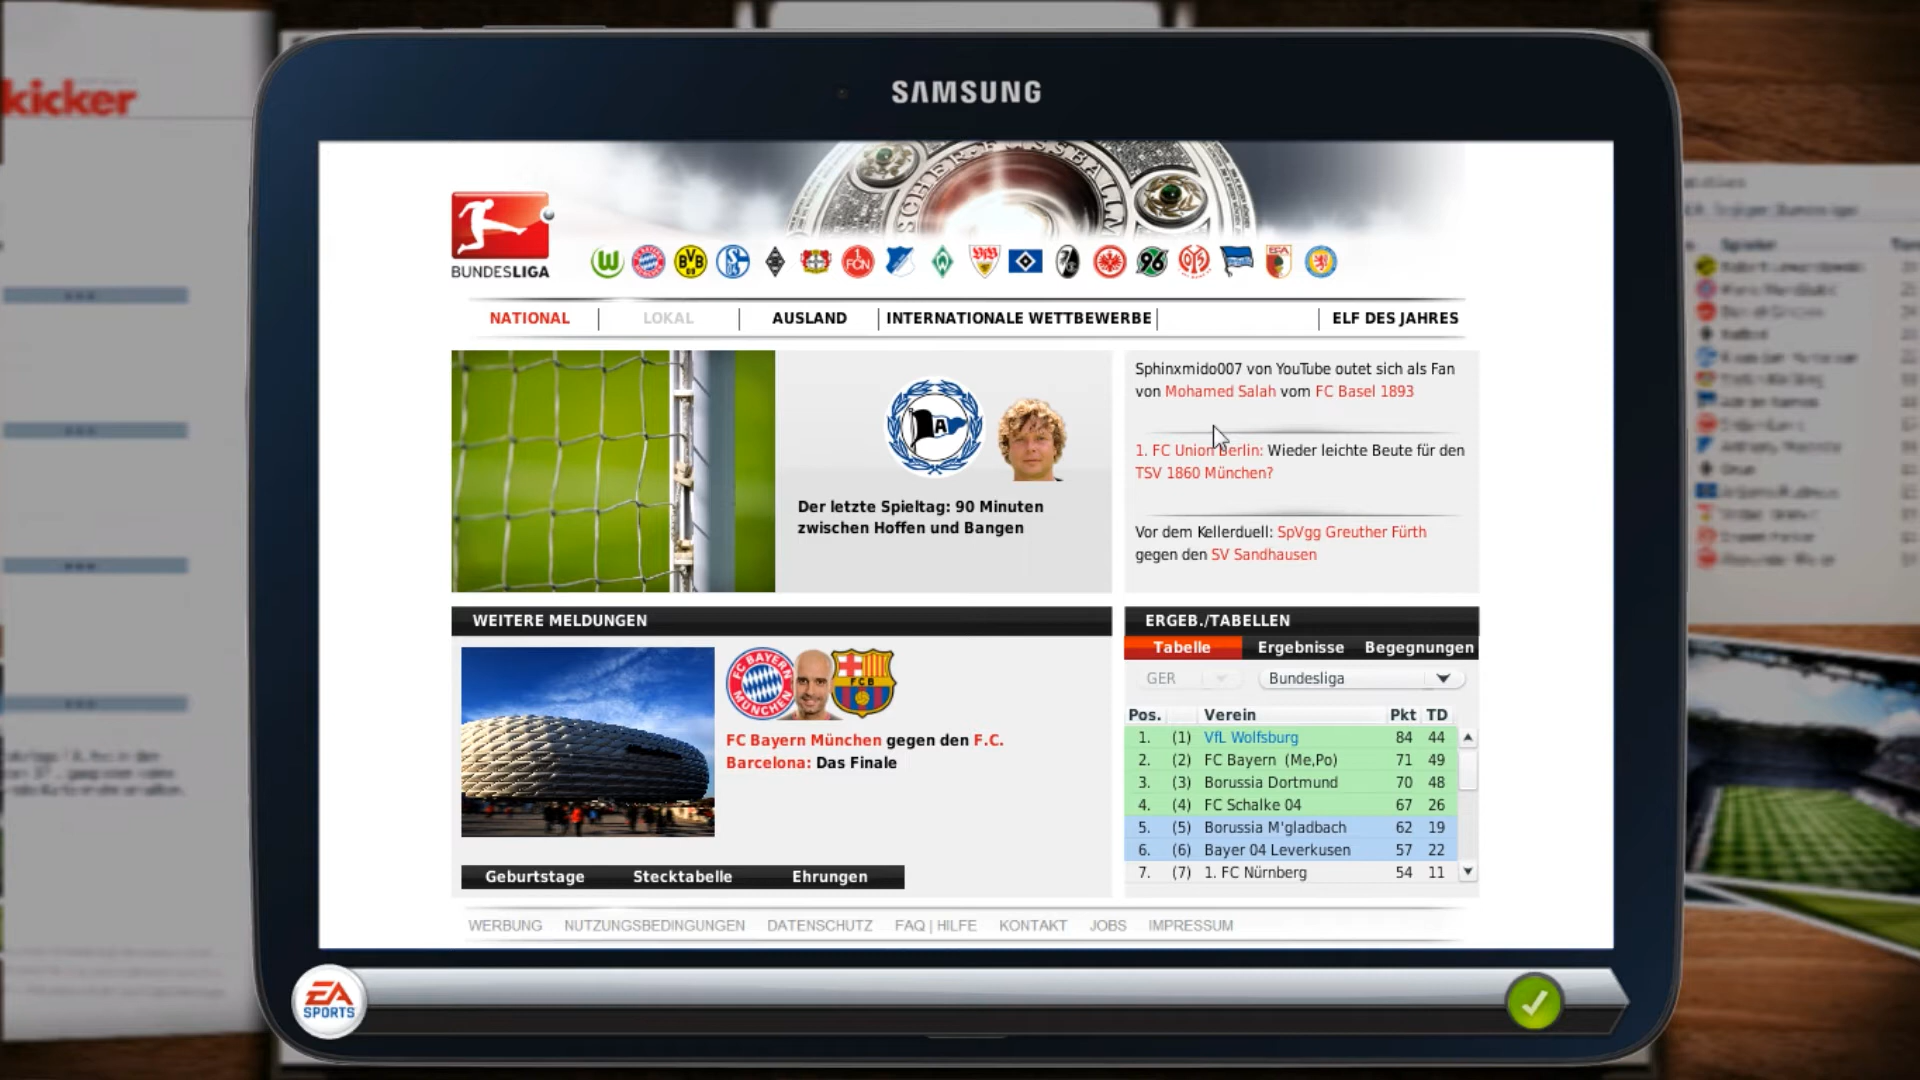 kicker
SAMSUNG
SCHER FUSSBALLM
BUNDESLIGA
NATIONAL | LOKAL | AUSLAND | INTERNATIONALE WETTBEWERBE | | ELF DES JAHRES
Der letzte Spieltag: 90 Minuten
zwischen Hoffen und Bangen
Sphinxmido007 von YouTube outet sich als Fan
von Mohamed Salah vom FC Basel 1893
1. FC Union Berlin: Wieder leichte Beute für den
TSV 1860 München?
Vor dem Kellerduell: SpVgg Greuther Fürth
gegen den SV Sandhausen
WEITERE MELDUNGEN
FC BAYERN MÜNCHEN
FCB
FC Bayern München gegen den F.C.
Barcelona: Das Finale
Geburtstage Stecktabelle Ehrungen
ERGEB./TABELLEN
Tabelle Ergebnisse Begegnungen
GER Bundesliga
Pos. Verein Pkt TD
1. (1) VfL Wolfsburg 84 44
2. (2) FC Bayern (Me,Po) 71 49
3. (3) Borussia Dortmund 70 48
4. (4) FC Schalke 04 67 26
5. (5) Borussia M'gladbach 62 19
6. (6) Bayer 04 Leverkusen 57 22
7. (7) 1. FC Nürnberg 54 11
WERBUNG NUTZUNGSBEDINGUNGEN DATENSCHUTZ FAQ | HILFE KONTAKT JOBS IMPRESSUM
EA
SPORTS